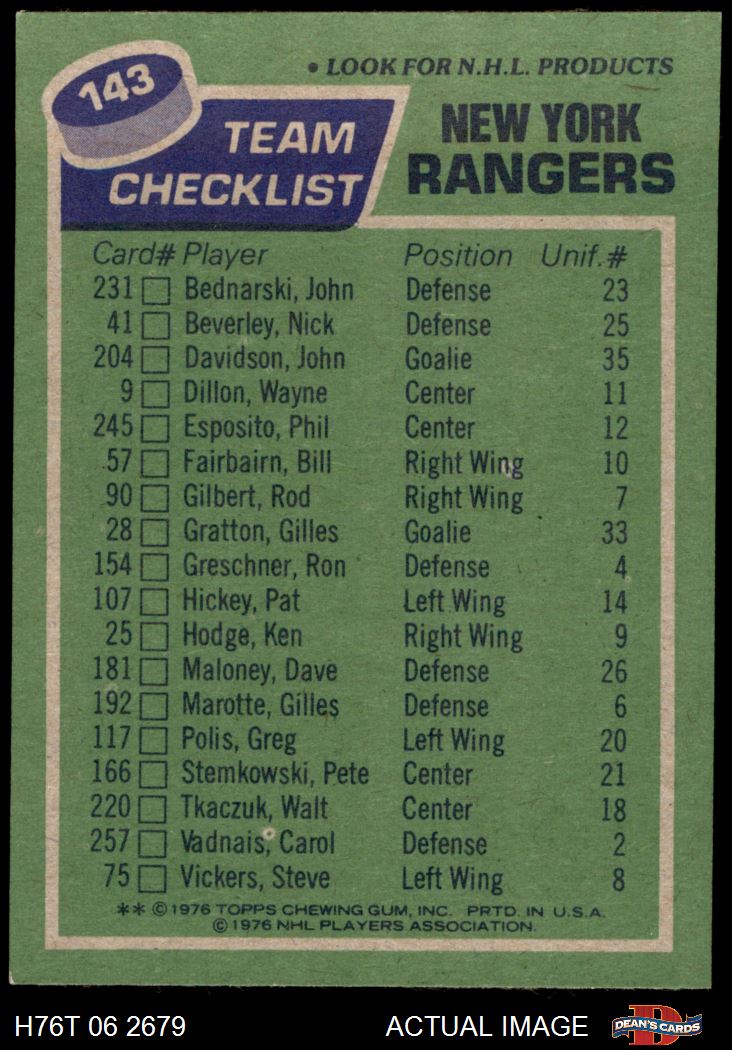 143
• LOOK FOR N.H.L. PRODUCTS
TEAM CHECKLIST
NEW YORK RANGERS
Card# Player Position Unif.#
231 Bednarski, John Defense 23
41 Beverley, Nick Defense 25
204 Davidson, John Goalie 35
9 Dillon, Wayne Center 11
245 Esposito, Phil Center 12
57 Fairbairn, Bill Right Wing 10
90 Gilbert, Rod Right Wing 7
28 Gratton, Gilles Goalie 33
154 Greschner, Ron Defense 4
107 Hickey, Pat Left Wing 14
25 Hodge, Ken Right Wing 9
181 Maloney, Dave Defense 26
192 Marotte, Gilles Defense 6
117 Polis, Greg Left Wing 20
166 Stemkowski, Pete Center 21
220 Tkaczuk, Walt Center 18
257 Vadnais, Carol Defense 2
75 Vickers, Steve Left Wing 8
** © 1976 TOPPS CHEWING GUM, INC. PRTD. IN U.S.A.
© 1976 NHL PLAYERS ASSOCIATION.
H76T 06 2679 ACTUAL IMAGE D DEAN'S CARDS